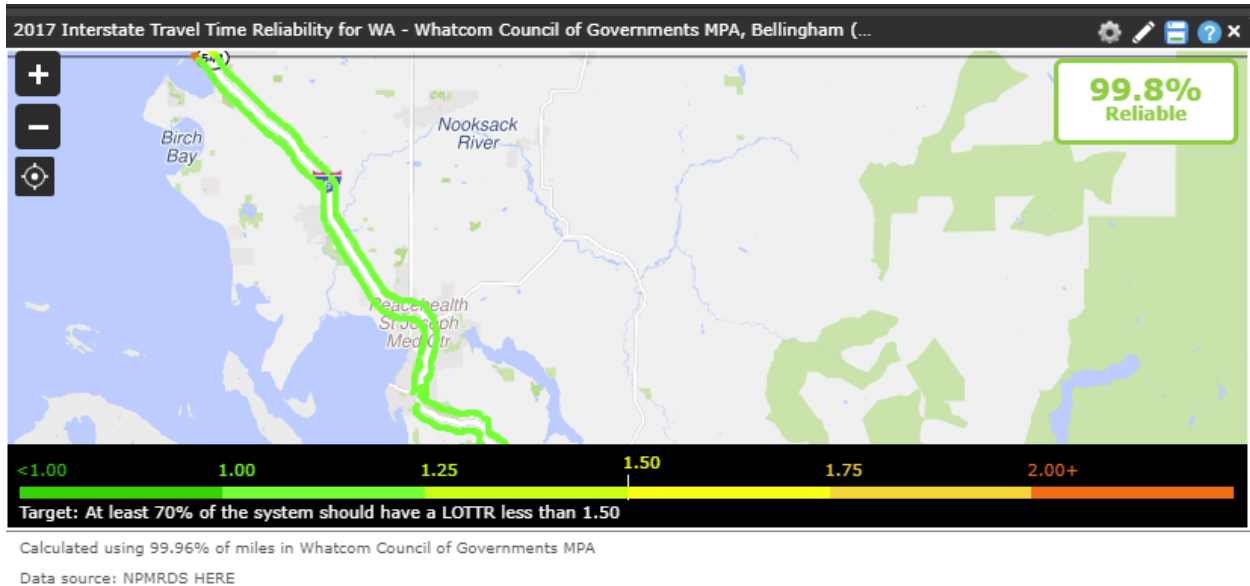 2017 Interstate Travel Time Reliability for WA - Whatcom Council of Governments MPA, Bellingham (...
99.8%
Reliable
Nooksack
River
Birch
Bay
5
Peacehealth
St Joseph
Med Ctr
<1.00 1.00 1.25 1.50 1.75 2.00+
Target: At least 70% of the system should have a LOTTR less than 1.50
Calculated using 99.96% of miles in Whatcom Council of Governments MPA
Data source: NPMRDS HERE